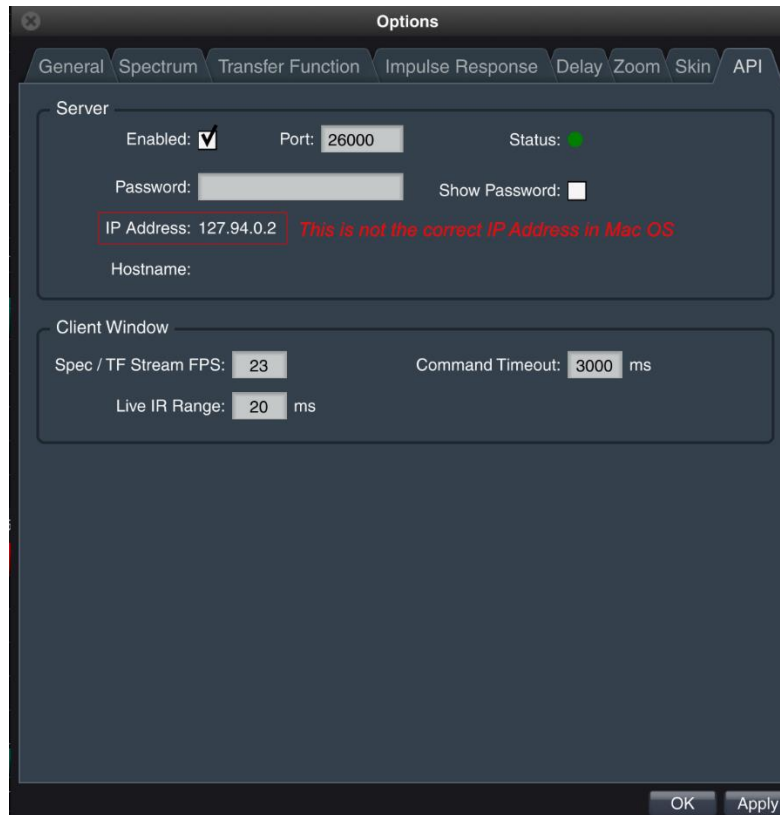 Options
General Spectrum Transfer Function Impulse Response Delay Zoom Skin API
Server
Enabled: Port: 26000 Status:
Password: Show Password:
IP Address: 127.94.0.2 This is not the correct IP Address in Mac OS
Hostname:
Client Window
Spec / TF Stream FPS: 23 Command Timeout: 3000 ms
Live IR Range: 20 ms
OK Apply